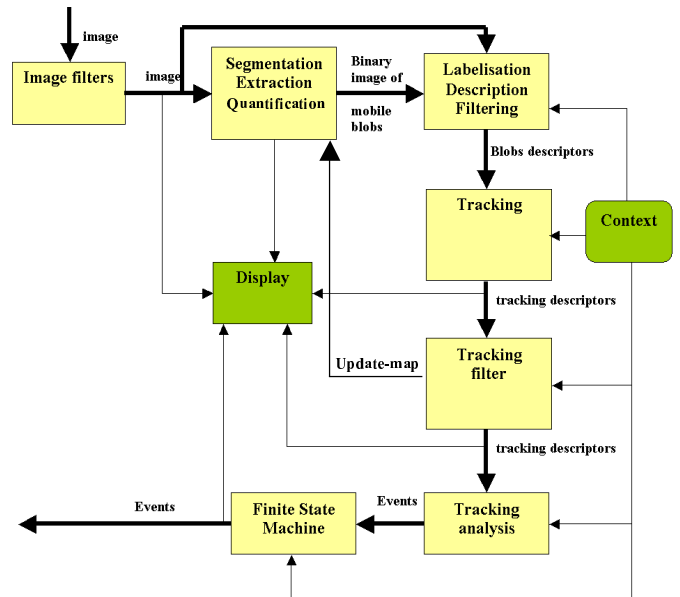 image
Image filters
image
Segmentation
Extraction
Quantification
Binary
image of
mobile
blobs
Labelisation
Description
Filtering
Blobs descriptors
Tracking
Context
Display
tracking descriptors
Update-map
Tracking
filter
tracking descriptors
Events
Finite State
Machine
Events
Tracking
analysis